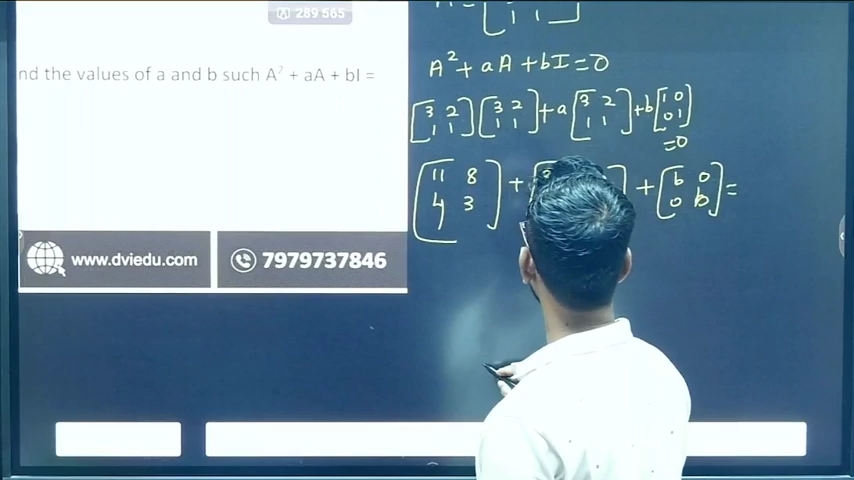 289 565
nd the values of a and b such A² + aA + bI =
www.dviedu.com
7979737846
1 1
A² + aA + bI = 0
[3 2 [3 2 + a [3 2 + b [1 0
1 1] 1 1] 1 1] 0 1]
= 0
[11 8 + + [b 0 =
4 3] 0 b]